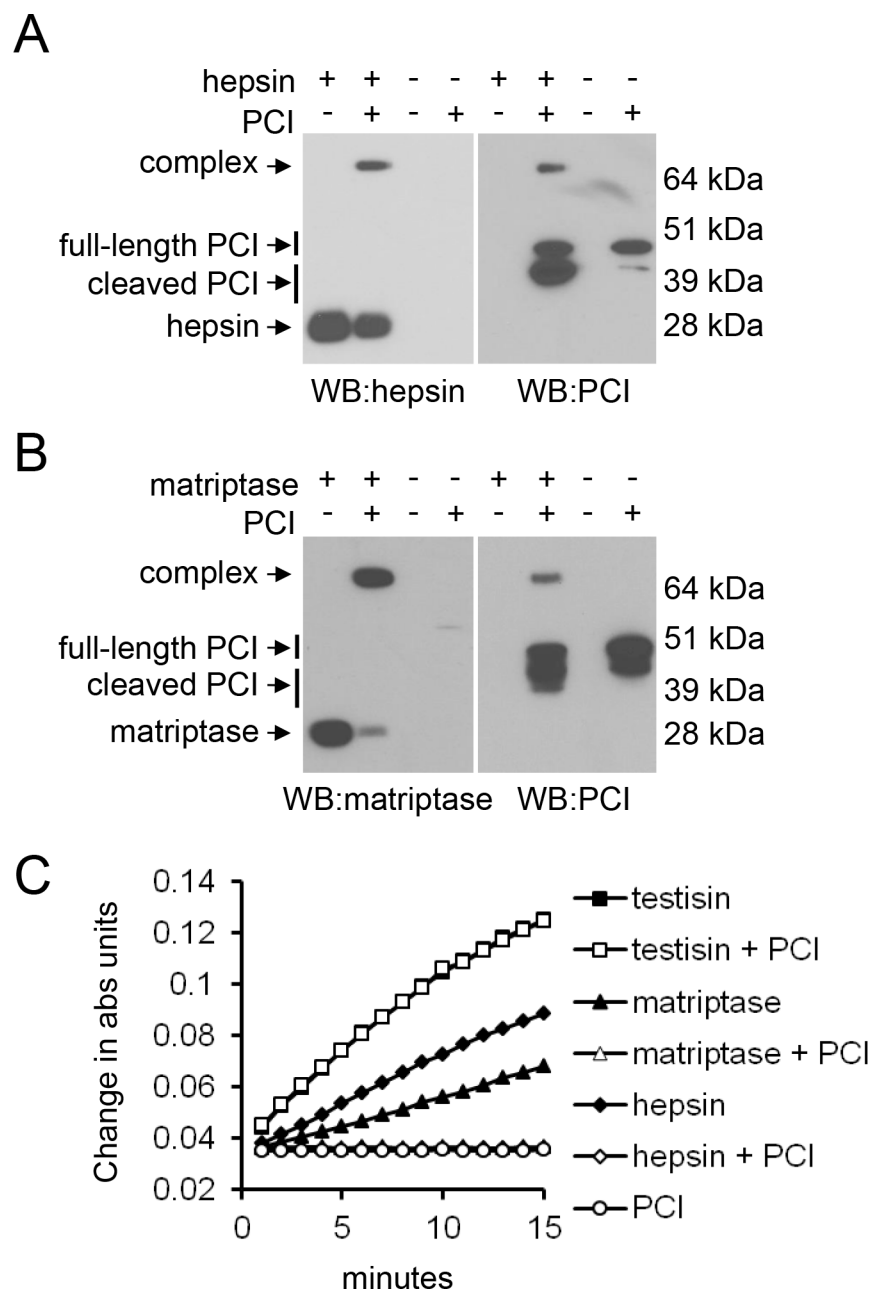 A
hepsin + + - - + + - -
PCI - + - + - + - +
complex
64 kDa
51 kDa
full-length PCI
cleaved PCI
39 kDa
hepsin
28 kDa
WB:hepsin WB:PCI
B
matriptase + + - - + + - -
PCI - + - + - + - +
complex
64 kDa
51 kDa
full-length PCI
cleaved PCI
39 kDa
matriptase
28 kDa
WB:matriptase WB:PCI
C
Change in abs units
0.14
0.12
0.1
0.08
0.06
0.04
0.02
0 5 10 15
minutes
testisin
testisin + PCI
matriptase
matriptase + PCI
hepsin
hepsin + PCI
PCI